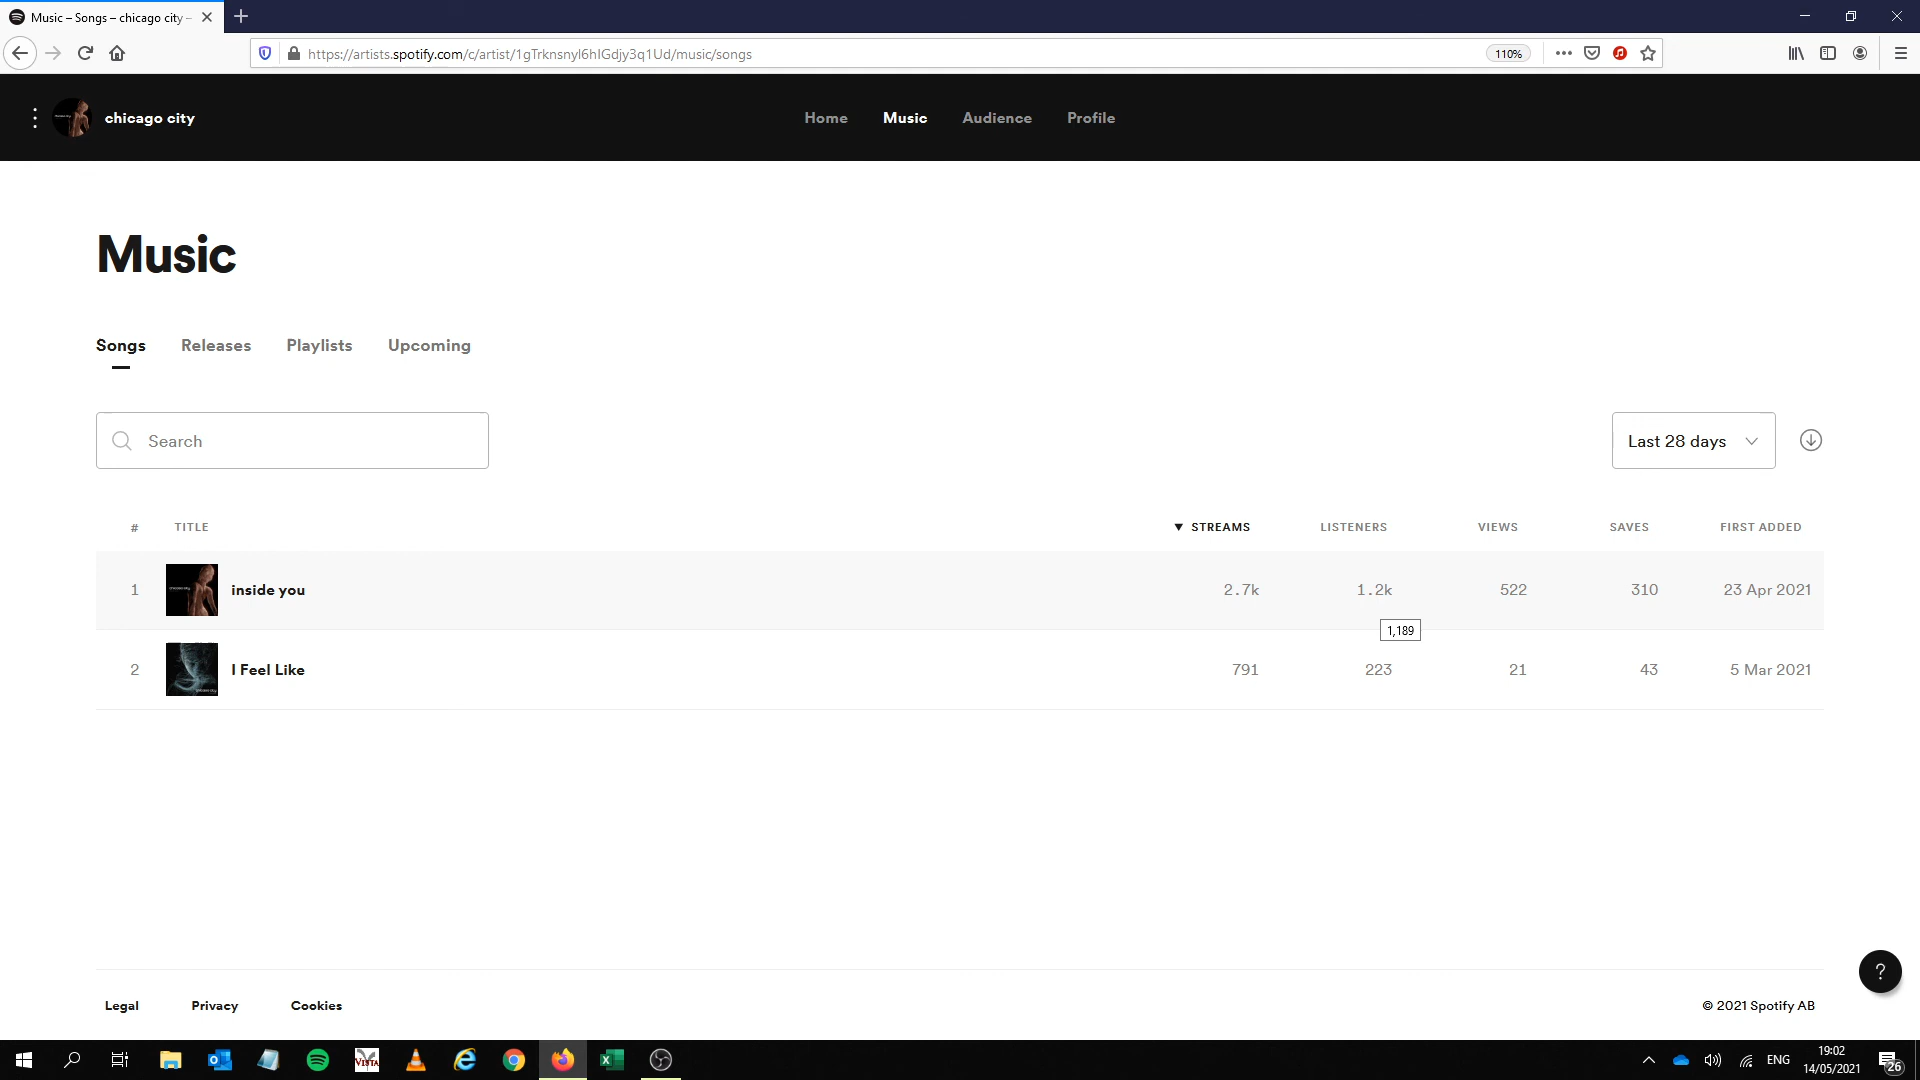 Music – Songs – chicago city –
https://artists.spotify.com/c/artist/1gTrknsnyl6hIGdjy3q1Ud/music/songs
110%
chicago city
Home Music Audience Profile
Music
Songs Releases Playlists Upcoming
Search
Last 28 days
# TITLE ▼ STREAMS LISTENERS VIEWS SAVES FIRST ADDED
1 inside you 2.7k 1.2k 522 310 23 Apr 2021
1,189
2 I Feel Like 791 223 21 43 5 Mar 2021
?
Legal Privacy Cookies
© 2021 Spotify AB
VISTA
ENG
19:02
14/05/2021
26